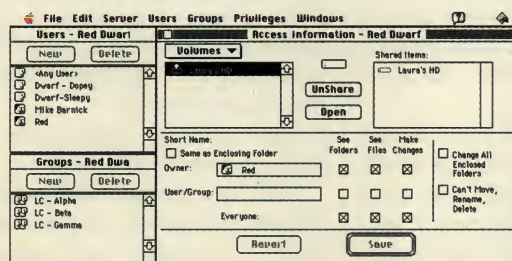 File Edit Server Users Groups Privileges Windows
Users - Red Dwarf
New Delete
<Any User>
Dwarf - Dopey
Dwarf-Sleepy
Mike Barnick
Red
Groups - Red Dwa
New Delete
LC - Alpha
LC - Beta
LC - Gamma
Access Information - Red Dwarf
Volumes
Laura's HD
UnShare
Open
Shared Items:
Laura's HD
Short Name:
Same as Enclosing Folder
See Folders
See Files
Make Changes
Owner: Red
User/Group:
Everyone:
Change All Enclosed Folders
Can't Move, Rename, Delete
Revert Save